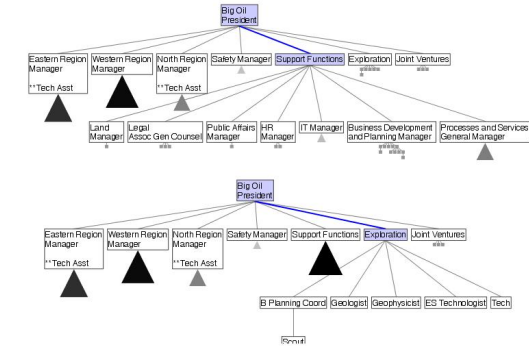 Big Oil
President
Eastern Region
Manager
**Tech Asst
Western Region
Manager
North Region
Manager
**Tech Asst
Safety Manager
Support Functions
Exploration
Joint Ventures
Land
Manager
Legal
Assoc Gen Counsel
Public Affairs
Manager
HR
Manager
IT Manager
Business Development
and Planning Manager
Processes and Services
General Manager
Big Oil
President
Eastern Region
Manager
**Tech Asst
Western Region
Manager
North Region
Manager
**Tech Asst
Safety Manager
Support Functions
Exploration
Joint Ventures
B Planning Coord
Geologist
Geophysicist
ES Technologist
Tech
Scout